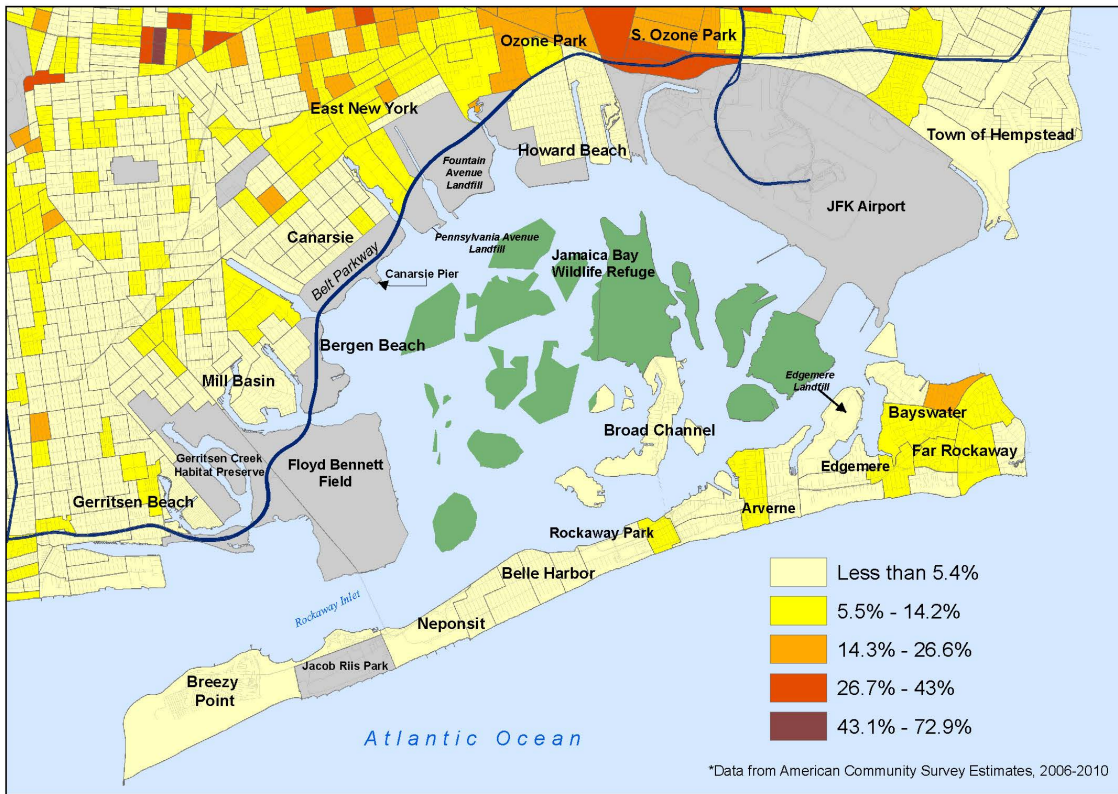 Ozone Park
S. Ozone Park
East New York
Town of Hempstead
Howard Beach
Fountain
Avenue
Landfill
JFK Airport
Canarsie
Pennsylvania Avenue
Landfill
Jamaica Bay
Wildlife Refuge
Belt Parkway
Canarsie Pier
Bergen Beach
Mill Basin
Edgemere
Landfill
Bayswater
Broad Channel
Far Rockaway
Gerritsen Creek
Habitat Preserve
Floyd Bennett
Field
Edgemere
Gerritsen Beach
Arverne
Rockaway Park
Belle Harbor
Rockaway Inlet
Neponsit
Jacob Riis Park
Breezy
Point
Atlantic Ocean
Less than 5.4%
5.5% - 14.2%
14.3% - 26.6%
26.7% - 43%
43.1% - 72.9%
*Data from American Community Survey Estimates, 2006-2010